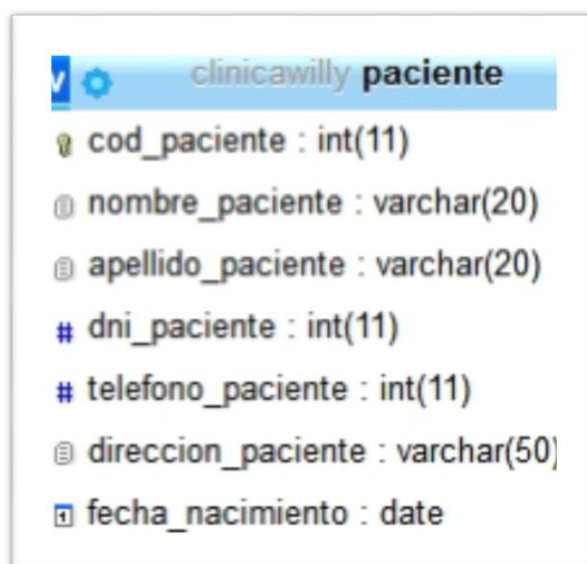 v clinicawilly paciente
cod_paciente : int(11)
nombre_paciente : varchar(20)
apellido_paciente : varchar(20)
# dni_paciente : int(11)
# telefono_paciente : int(11)
direccion_paciente : varchar(50)
fecha_nacimiento : date